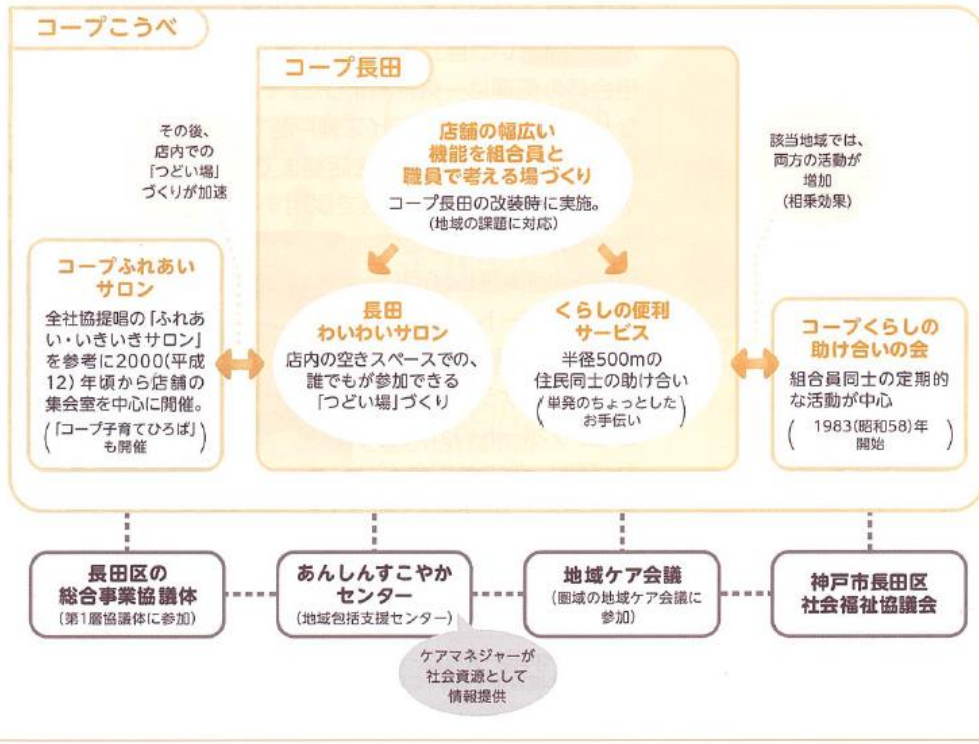 コープこうべ
コープ長田
その後、
店内での
「つどい場」
づくりが加速
店舗の幅広い
機能を組合員と
職員で考える場づくり
コープ長田の改装時に実施。
(地域の課題に対応)
該当地域では、
両方の活動が
増加
(相乗効果)
コープふれあい
サロン
全社協提唱の「ふれあ
い・いきいきサロン」
を参考に2000(平成
12)年頃から店舗の
集会室を中心に開催。
(「コープ子育てひろば」
も開催)
長田
わいわいサロン
店内の空きスペースでの、
誰でもが参加できる
「つどい場」づくり
くらしの便利
サービス
半径500mの
住民同士の助け合い
(単発のちょっとした
お手伝い)
コープくらしの
助け合いの会
組合員同士の定期的
な活動が中心
(1983(昭和58)年
開始)
長田区の
総合事業協議体
(第1層協議体に参加)
あんしんすこやか
センター
(地域包括支援センター)
地域ケア会議
(圏域の地域ケア会議に
参加)
神戸市長田区
社会福祉協議会
ケアマネジャーが
社会資源として
情報提供